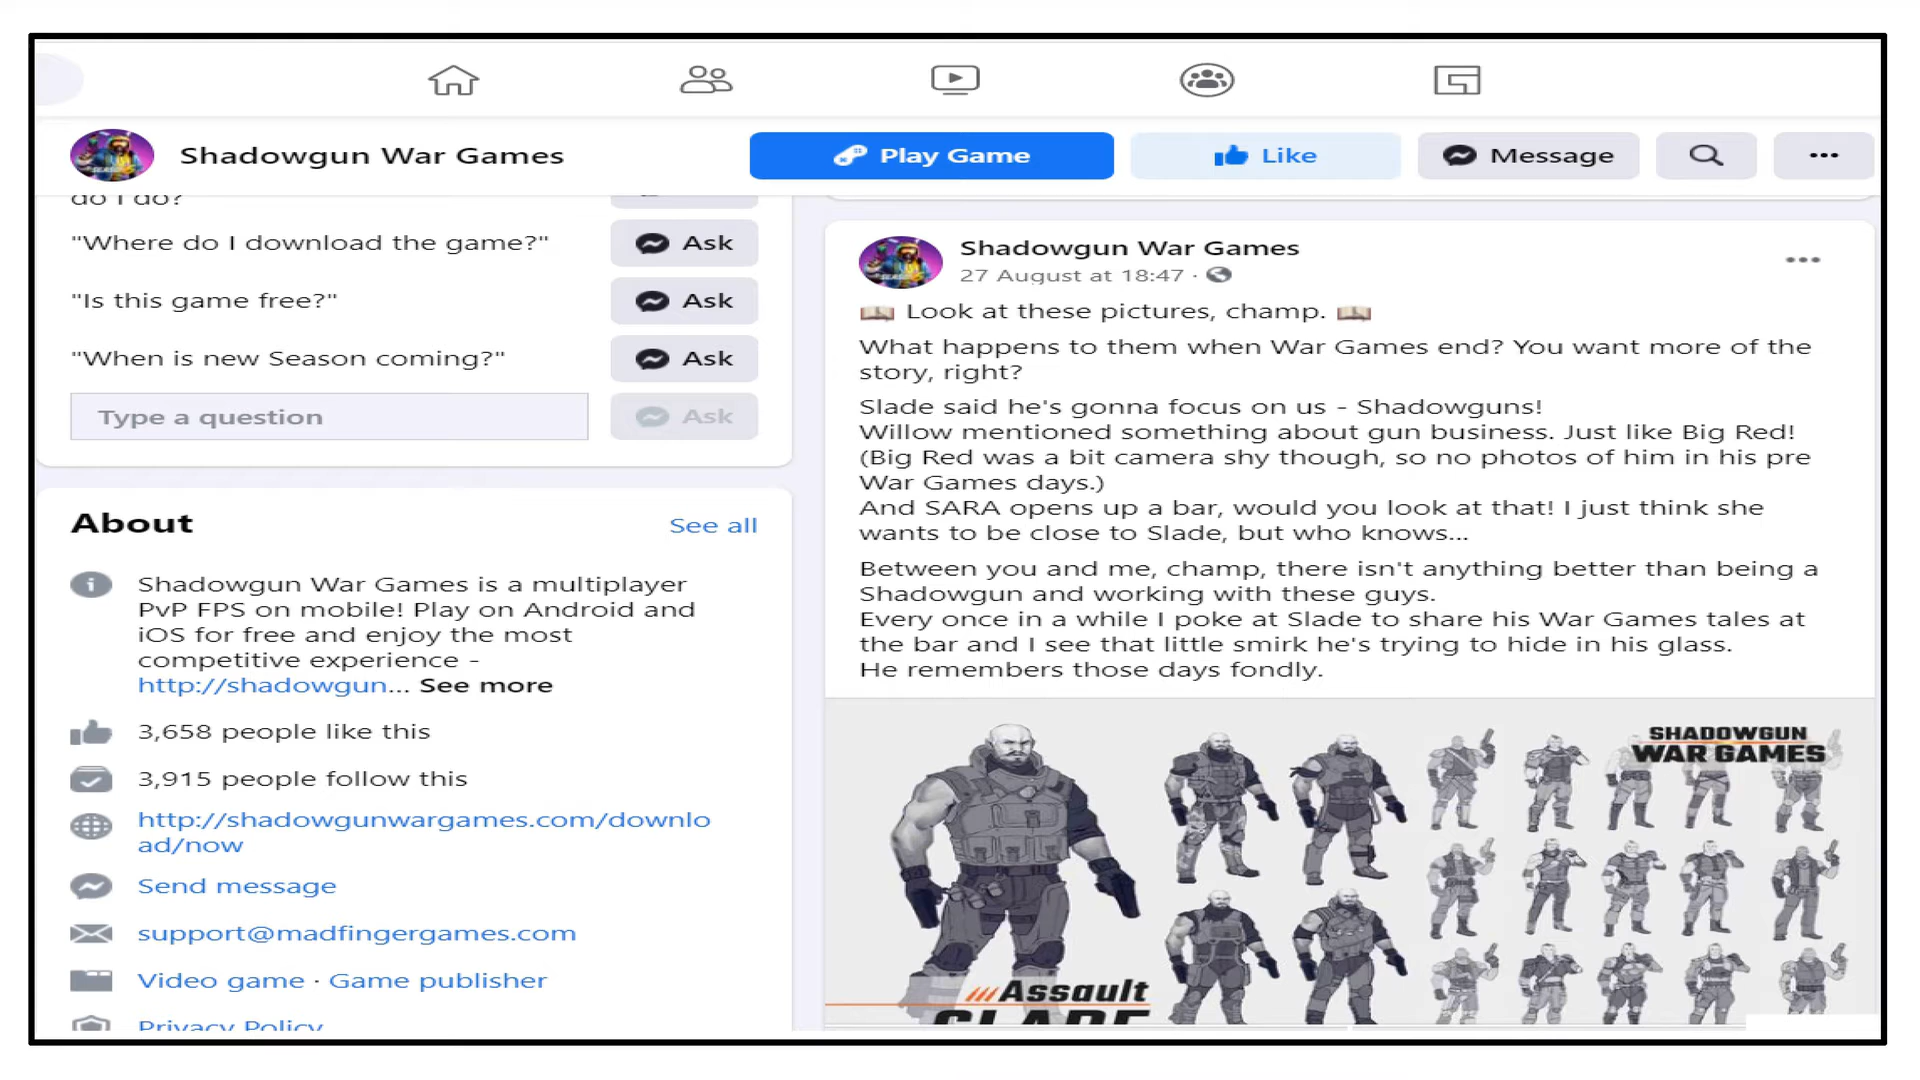 Shadowgun War Games
Play Game
Like
Message
do I do?
"Where do I download the game?"
Ask
"Is this game free?"
Ask
"When is new Season coming?"
Ask
Type a question
Ask
About
See all
Shadowgun War Games is a multiplayer
PvP FPS on mobile! Play on Android and
iOS for free and enjoy the most
competitive experience -
http://shadowgun... See more
3,658 people like this
3,915 people follow this
http://shadowgunwargames.com/downlo
ad/now
Send message
support@madfingergames.com
Video game · Game publisher
Privacy Policy
Shadowgun War Games
27 August at 18:47 ·
📖 Look at these pictures, champ. 📖
What happens to them when War Games end? You want more of the
story, right?
Slade said he's gonna focus on us - Shadowguns!
Willow mentioned something about gun business. Just like Big Red!
(Big Red was a bit camera shy though, so no photos of him in his pre
War Games days.)
And SARA opens up a bar, would you look at that! I just think she
wants to be close to Slade, but who knows...
Between you and me, champ, there isn't anything better than being a
Shadowgun and working with these guys.
Every once in a while I poke at Slade to share his War Games tales at
the bar and I see that little smirk he's trying to hide in his glass.
He remembers those days fondly.
SHADOWGUN
WAR GAMES
///Assault
SLADE